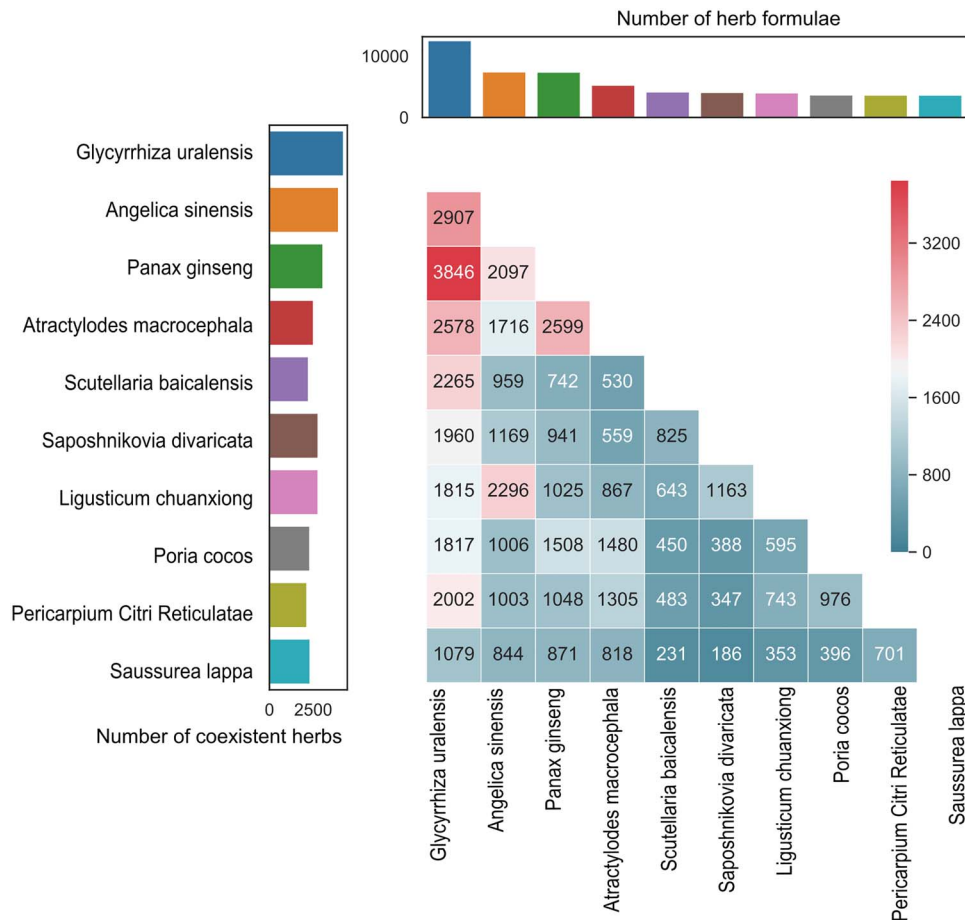 Number of herb formulae
10000
0
Glycyrrhiza uralensis
Angelica sinensis
Panax ginseng
Atractylodes macrocephala
Scutellaria baicalensis
Saposhnikovia divaricata
Ligusticum chuanxiong
Poria cocos
Pericarpium Citri Reticulatae
Saussurea lappa
0 2500
Number of coexistent herbs
2907
3846 2097
2578 1716 2599
2265 959 742 530
1960 1169 941 559 825
1815 2296 1025 867 643 1163
1817 1006 1508 1480 450 388 595
2002 1003 1048 1305 483 347 743 976
1079 844 871 818 231 186 353 396 701
3200
2400
1600
800
0
Glycyrrhiza uralensis
Angelica sinensis
Panax ginseng
Atractylodes macrocephala
Scutellaria baicalensis
Saposhnikovia divaricata
Ligusticum chuanxiong
Poria cocos
Pericarpium Citri Reticulatae
Saussurea lappa